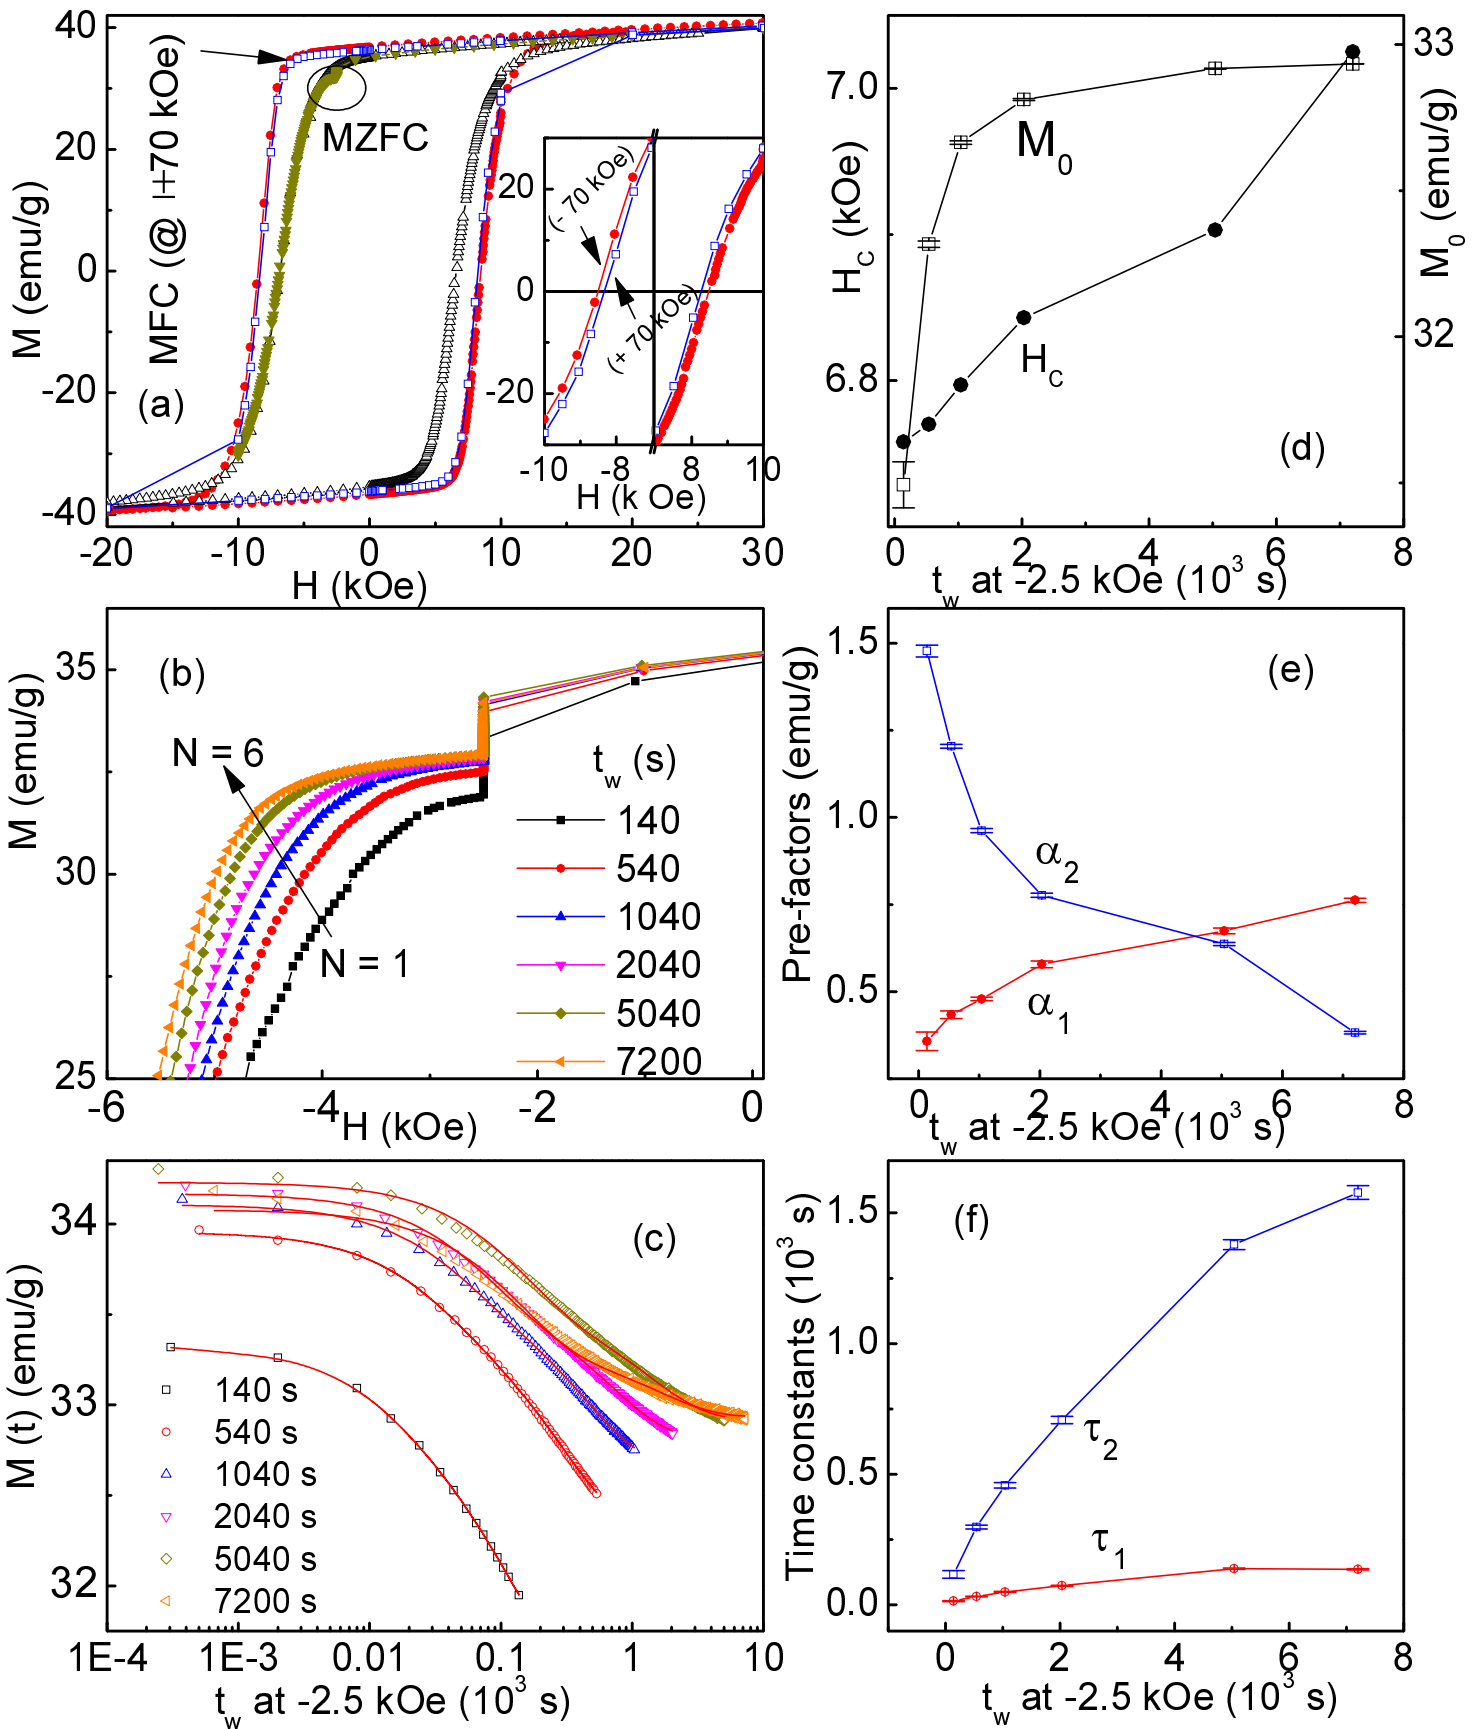 40
20
0
-20
-40
M (emu/g)
MFC (@ |+70 kOe)
MZFC
(a)
-20 -10 0 10 20 30
H (kOe)
20
0
-20
(- 70 kOe)
(+ 70 kOe)
-10 -8 8 10
H (k Oe)
7.0
6.8
H_C (kOe)
33
32
M_0 (emu/g)
M_0
H_C
(d)
0 2 4 6 8
t_w at -2.5 kOe (10^3 s)
35
30
25
M (emu/g)
(b)
N = 6
N = 1
t_w (s)
140
540
1040
2040
5040
7200
-6 -4 -2 0
H (kOe)
1.5
1.0
0.5
Pre-factors (emu/g)
(e)
α_2
α_1
0 2 4 6 8
t_w at -2.5 kOe (10^3 s)
34
33
32
M (t) (emu/g)
(c)
140 s
540 s
1040 s
2040 s
5040 s
7200 s
1E-4 1E-3 0.01 0.1 1 10
t_w at -2.5 kOe (10^3 s)
1.5
1.0
0.5
0.0
Time constants (10^3 s)
(f)
τ_2
τ_1
0 2 4 6 8
t_w at -2.5 kOe (10^3 s)